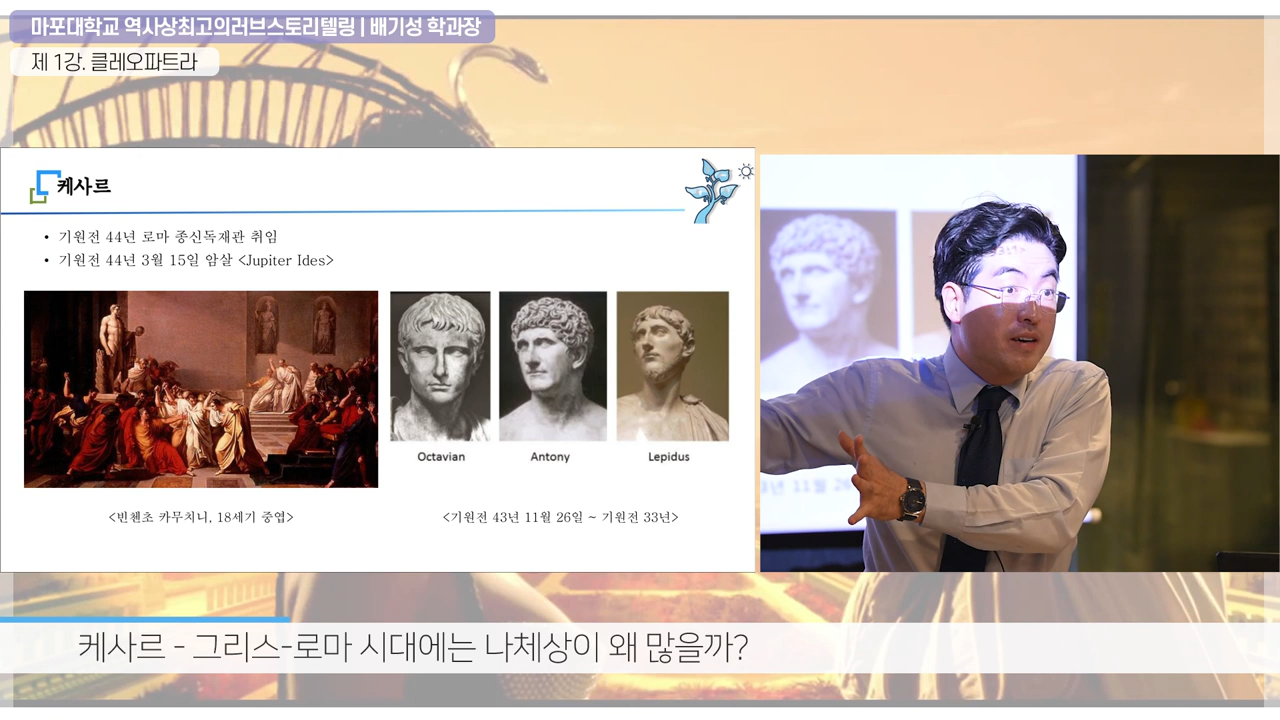 마포대학교 역사상최고의러브스토리텔링 | 배기성 학과장
제 1강. 클레오파트라
케사르
• 기원전 44년 로마 종신독재관 취임
• 기원전 44년 3월 15일 암살 <Jupiter Ides>
Octavian
Antony
Lepidus
<빈첸초 카무치니, 18세기 중엽>
<기원전 43년 11월 26일 ~ 기원전 33년>
3년 11월 26
케사르 - 그리스-로마 시대에는 나체상이 왜 많을까?